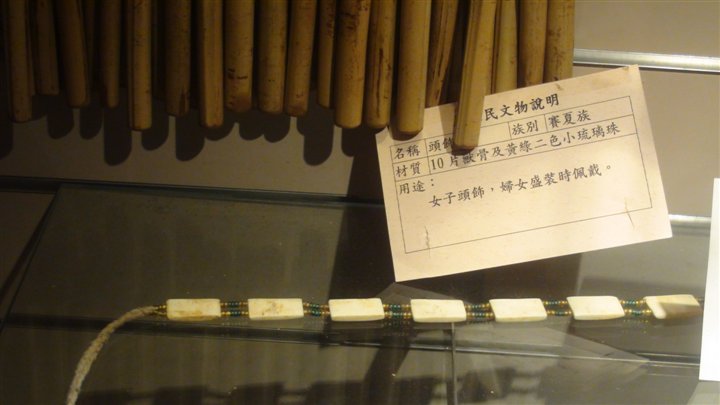 民文物說明
名稱 頭飾 族別 賽夏族
材質 10片獸骨及黃綠二色小琉璃珠
用途：
女子頭飾，婦女盛裝時佩戴。